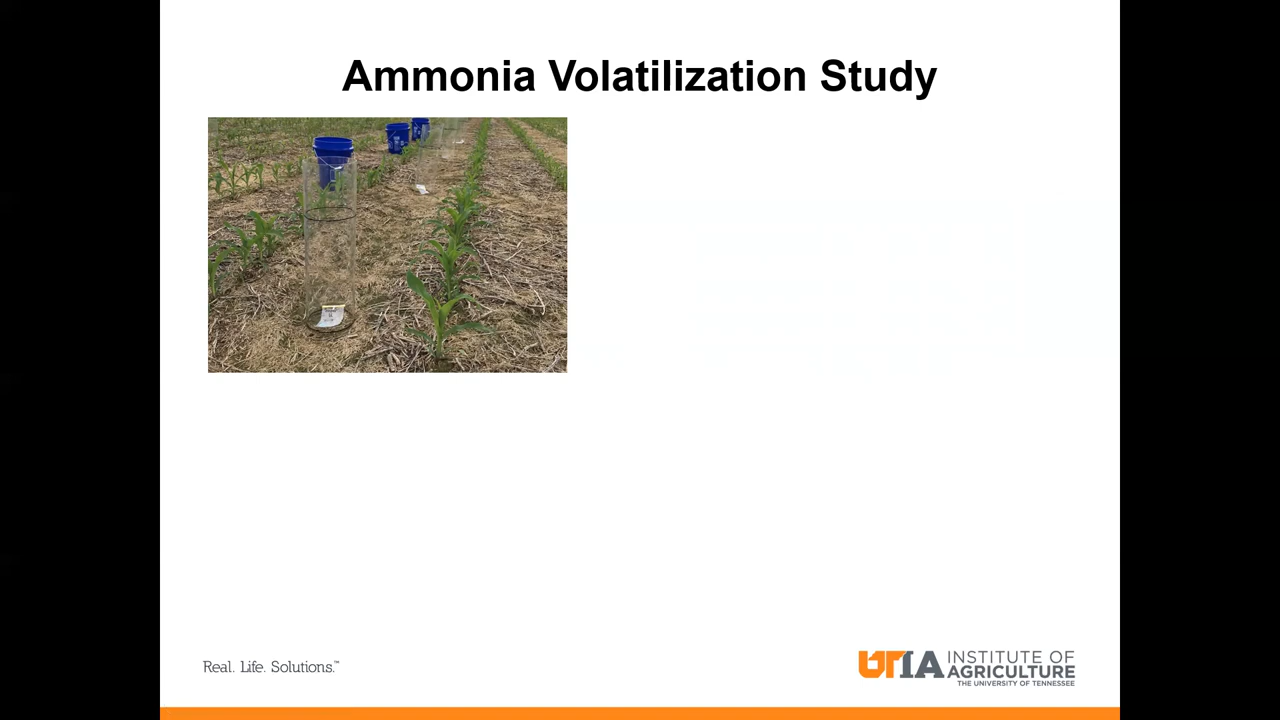 Ammonia Volatilization Study
Real. Life. Solutions.™
UTIA INSTITUTE OF
AGRICULTURE
THE UNIVERSITY OF TENNESSEE